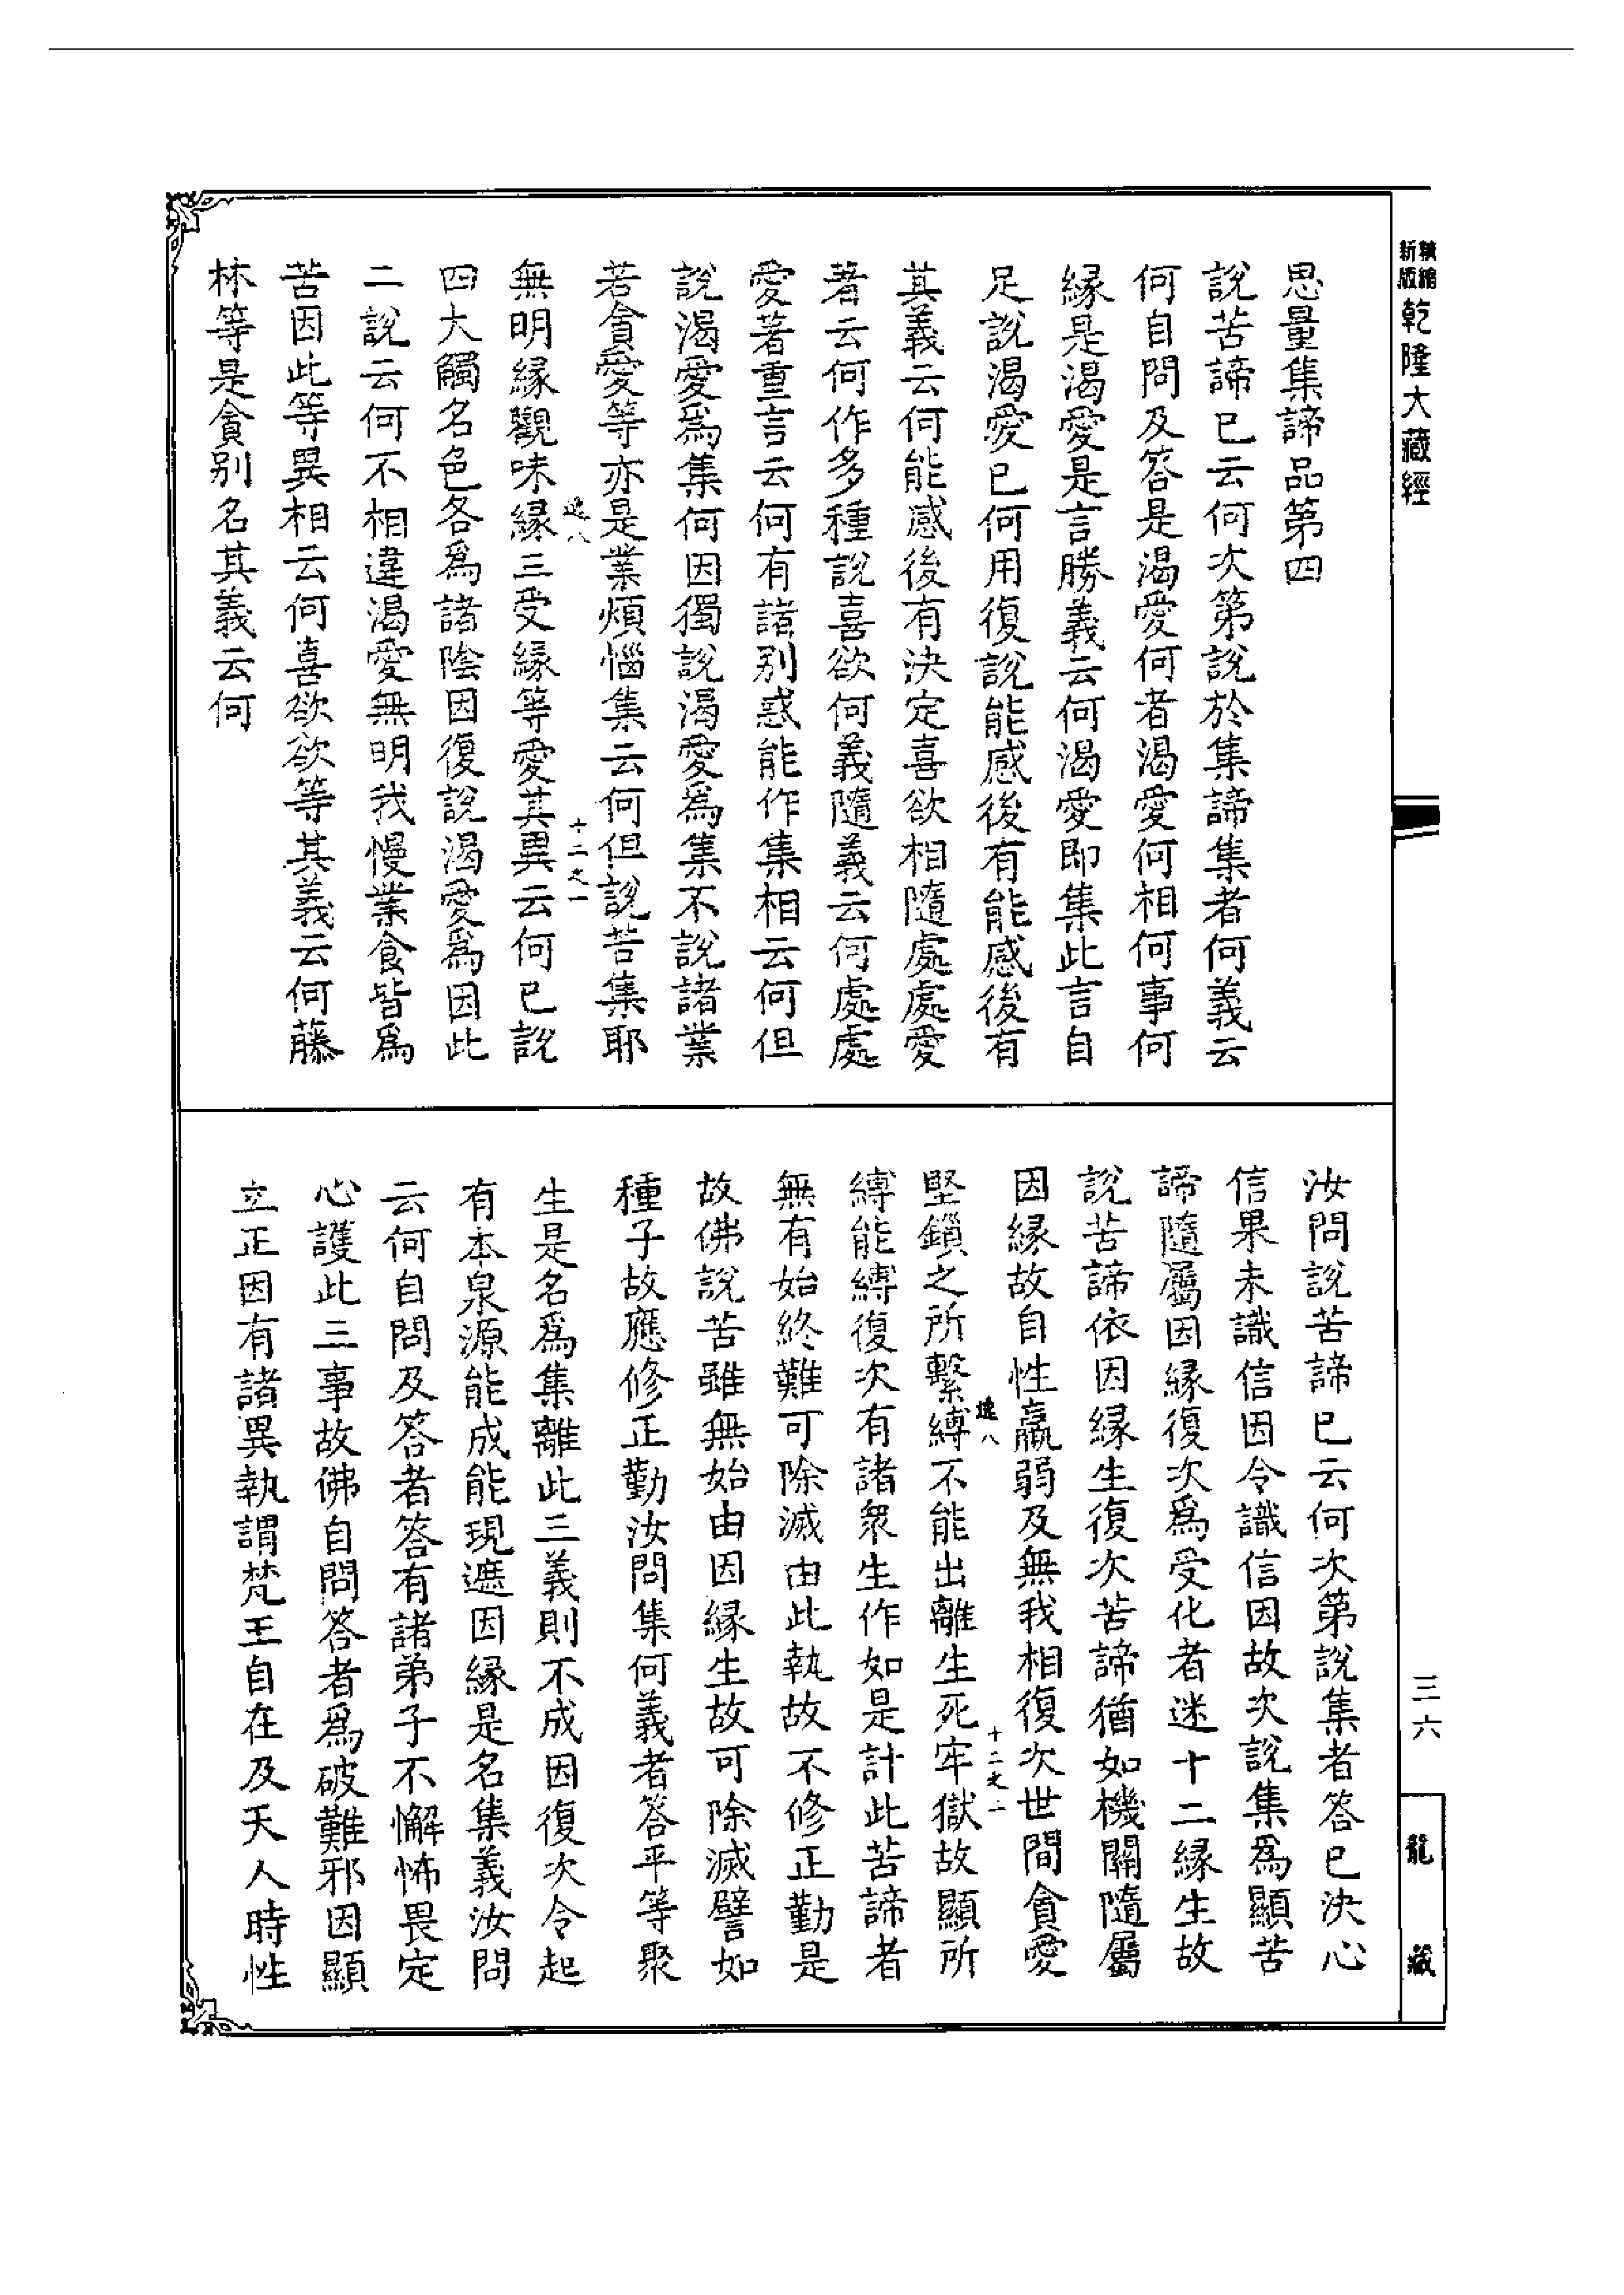 新版
精縮
乾隆大藏經
思量集諦品第四
說苦諦已云何次第說於集諦集者何義云
何自問及答是渴愛何者渴愛何相何事何
緣是渴愛是言勝義云何渴愛即集此言自
足說渴愛已何用復說能感後有能感後有
其義云何能感後有決定喜欲相隨處處愛
著云何作多種說喜欲何義隨義云何處處
愛著重言云何有諸別惑能作集相云何但
說渴愛為集何因獨說渴愛為集不說諸業
若貪愛等亦是業煩惱集云何但說苦集耶
逸八
十二之一
無明緣觀味緣三受緣等愛其異云何已說
四大觸名色各為諸陰因復說渴愛為因此
二說云何不相違渴愛無明我慢業食皆為
苦因此等異相云何喜欲欲等其義云何藤
林等是貪別名其義云何
汝問說苦諦已云何次第說集者答已決心
信果未識信因令識信因故次說集為顯苦
諦隨屬因緣復次為受化者迷十二緣生故
說苦諦依因緣生復次苦諦猶如機關隨屬
因緣故自性羸弱及無我相復次世間貪愛
逸八
十二之二
堅鎖之所繫縛不能出離生死牢獄故顯所
縛能縛復次有諸眾生作如是計此苦諦者
無有始終難可除滅由此執故不修正勤是
故佛說苦雖無始由因緣生故可除滅譬如
種子故應修正勤汝問集何義者答平等聚
生是名為集離此三義則不成因復次令起
有本泉源能成能現遮因緣是名集義汝問
云何自問及答者答有諸弟子不懈怖畏定
心護此三事故佛自問答者為破難邪因顯
立正因有諸異執謂梵王自在及天人時性
三六
龍藏